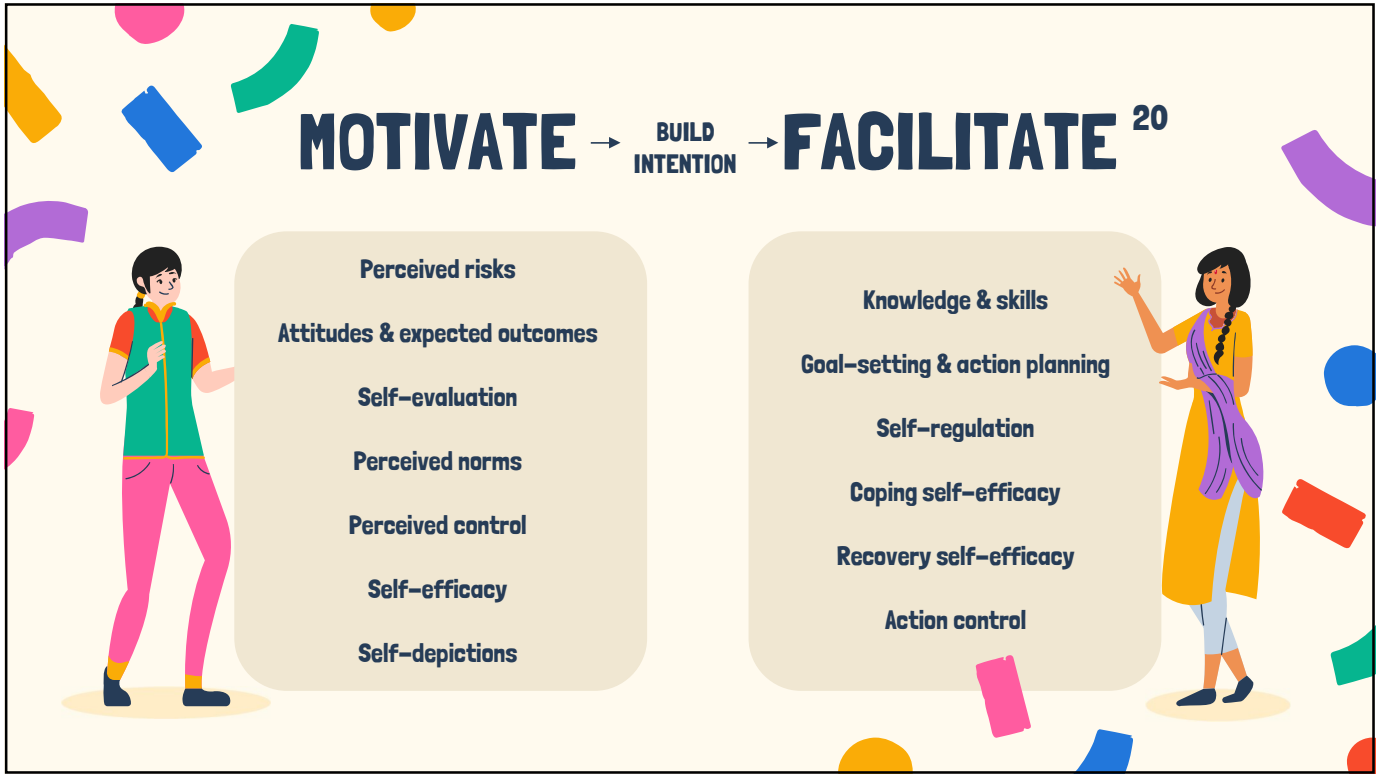 MOTIVATE → BUILD INTENTION → FACILITATE 20
Perceived risks
Attitudes & expected outcomes
Self-evaluation
Perceived norms
Perceived control
Self-efficacy
Self-depictions
Knowledge & skills
Goal-setting & action planning
Self-regulation
Coping self-efficacy
Recovery self-efficacy
Action control